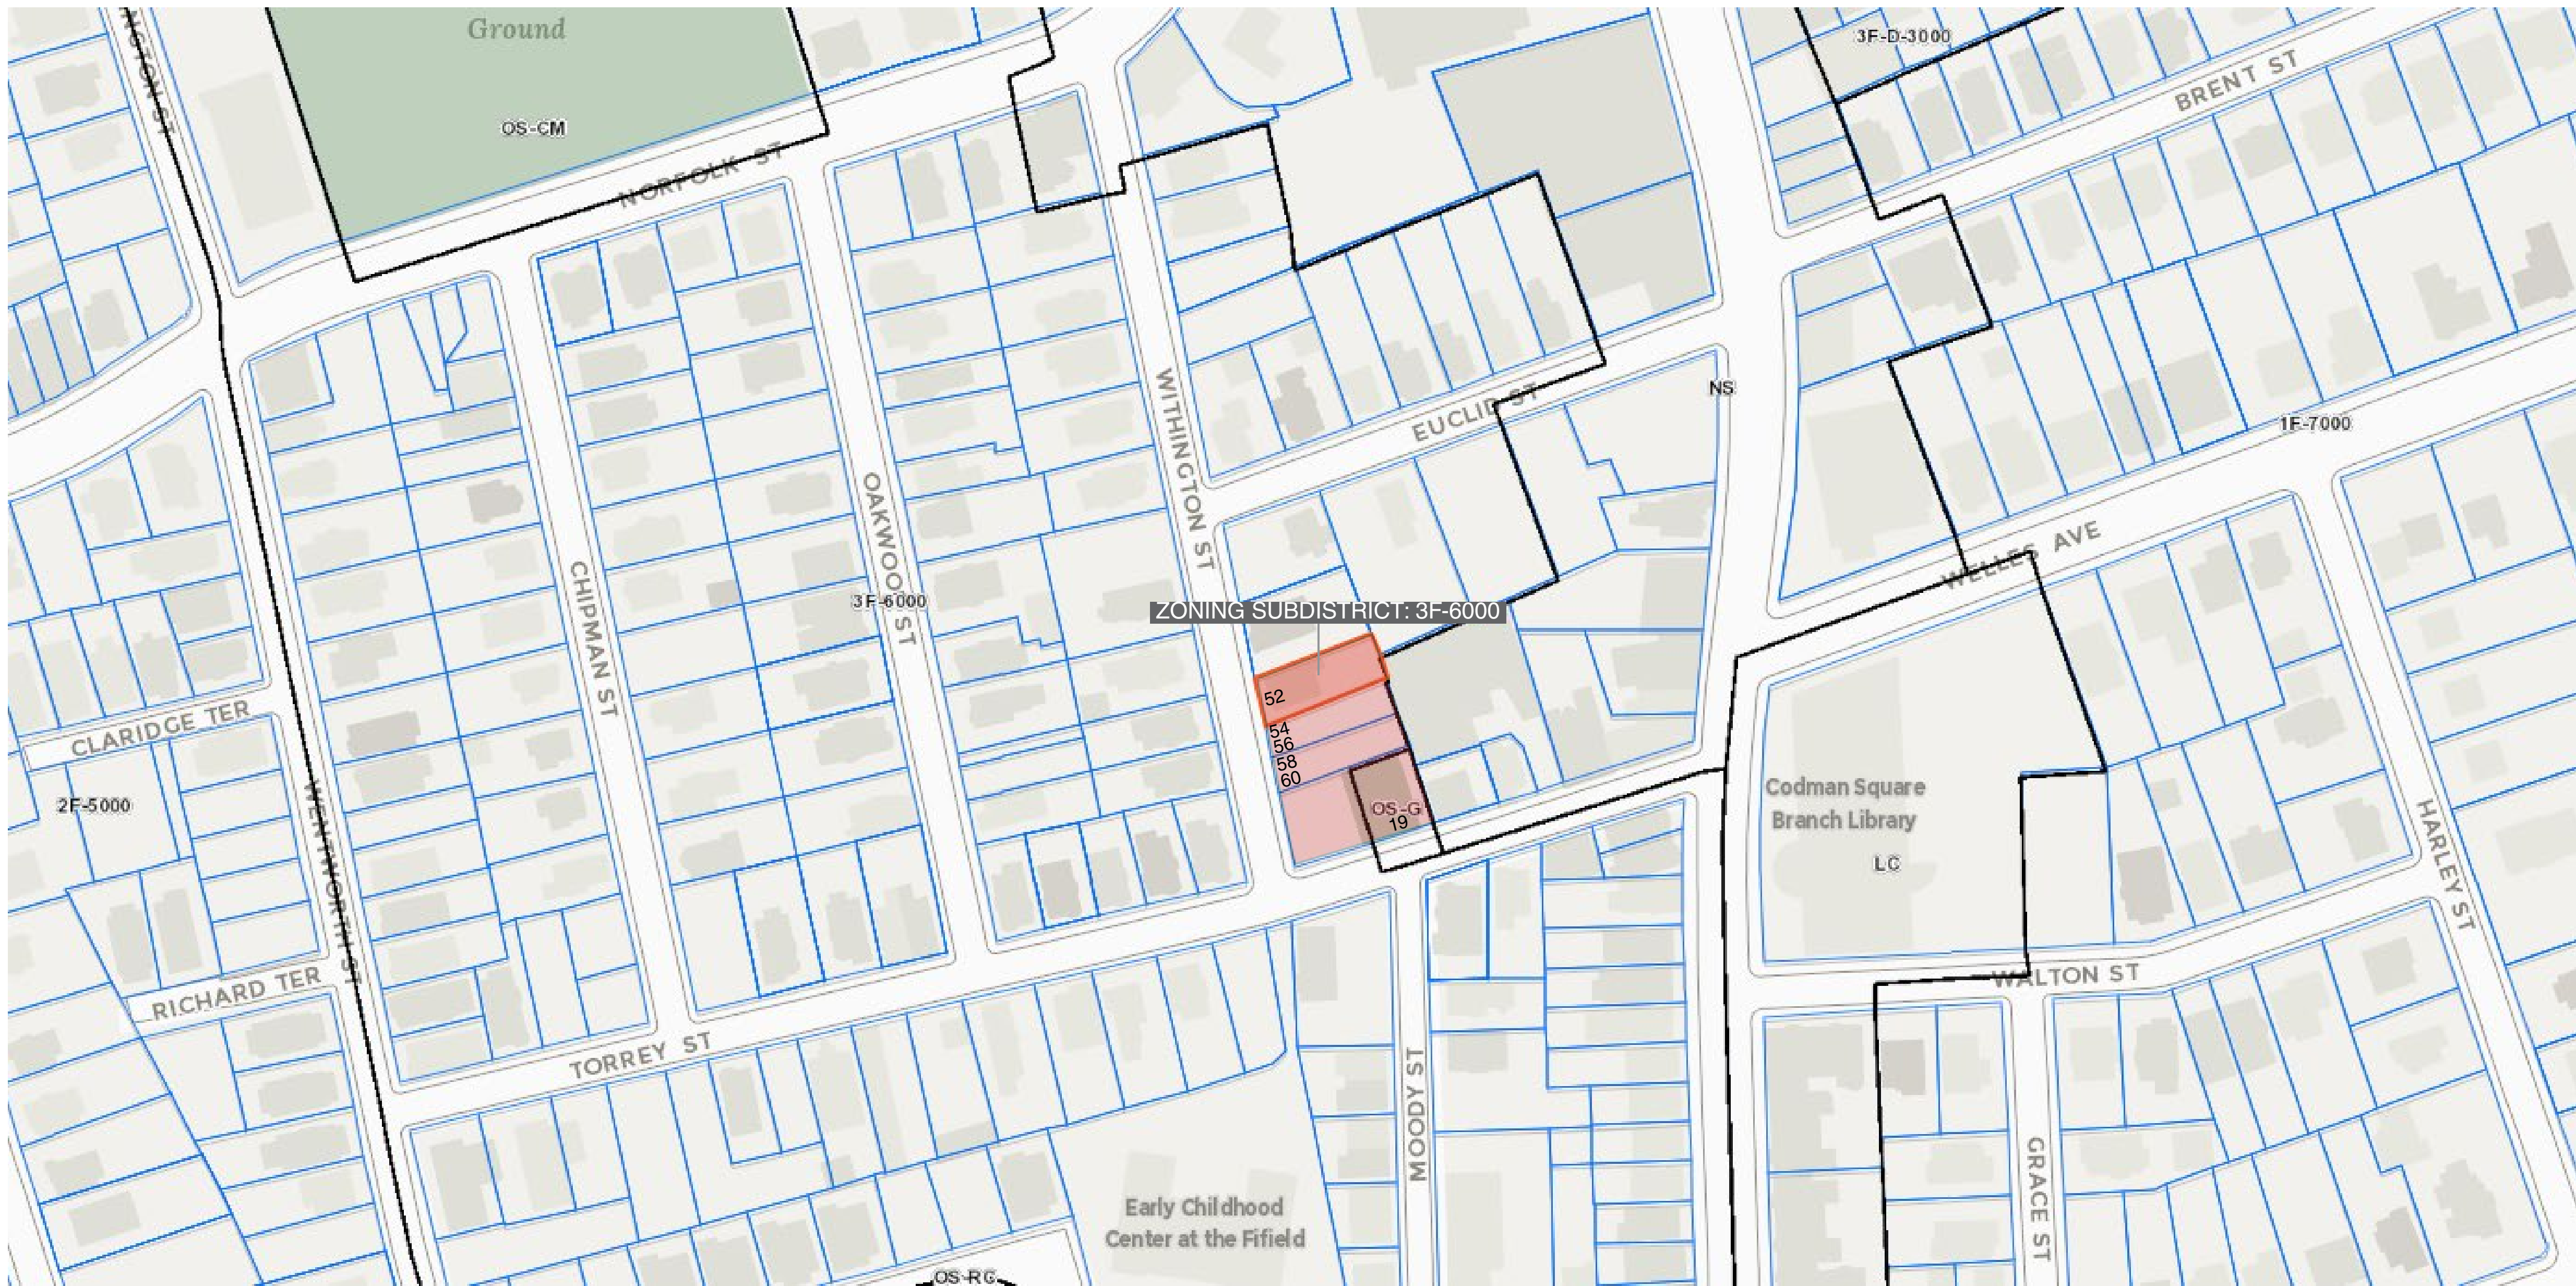 NGTON ST
Ground
3F-D-3000
BRENT ST
OS-CM
NORFOLK ST
NS
EUCLID ST
WITHINGTON ST
1F-7000
OAKWOOD ST
WELLES AVE
CHIPMAN ST
3F-6000
ZONING SUBDISTRICT: 3F-6000
52
54
56
58
60
CLARIDGE TER
2F-5000
WENTWORTH ST
OS-G
19
Codman Square
Branch Library
LC
HARLEY ST
RICHARD TER
WALTON ST
TORREY ST
MOODY ST
GRACE ST
Early Childhood
Center at the Fifield
OS-RC